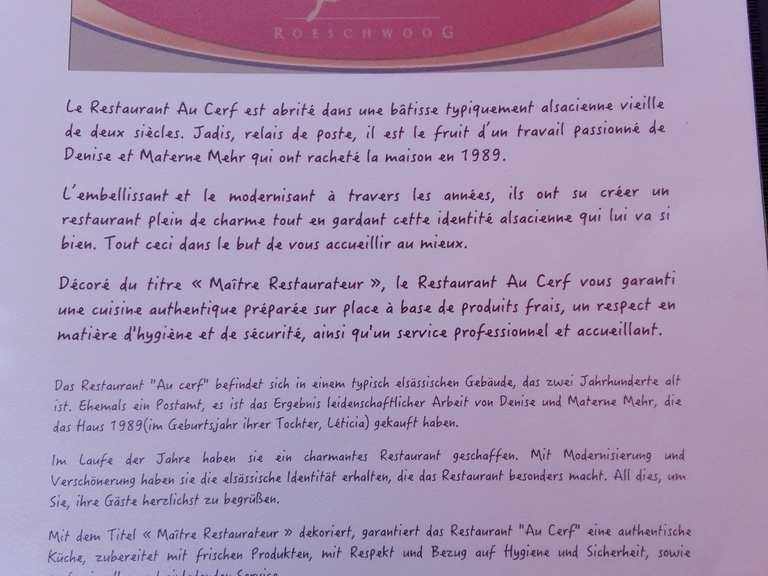 ROESCHWOOG
Le Restaurant Au Cerf est abrité dans une bâtisse typiquement alsacienne vieille
de deux siècles. Jadis, relais de poste, il est le fruit d'un travail passionné de
Denise et Materne Mehr qui ont racheté la maison en 1989.
L'embellissant et le modernisant à travers les années, ils ont su créer un
restaurant plein de charme tout en gardant cette identité alsacienne qui lui va si
bien. Tout ceci dans le but de vous accueillir au mieux.
Décoré du titre « Maître Restaurateur », le Restaurant Au Cerf vous garanti
une cuisine authentique préparée sur place à base de produits frais, un respect en
matière d'hygiène et de sécurité, ainsi qu'un service professionnel et accueillant.
Das Restaurant "Au cerf" befindet sich in einem typisch elsässischen Gebäude, das zwei Jahrhunderte alt
ist. Ehemals ein Postamt, es ist das Ergebnis leidenschaftlicher Arbeit von Denise und Materne Mehr, die
das Haus 1989(im Geburtsjahr ihrer Tochter, Léticia) gekauft haben.
Im Laufe der Jahre haben sie ein charmantes Restaurant geschaffen. Mit Modernisierung und
Verschönerung haben sie die elsässische Identität erhalten, die das Restaurant besonders macht. All dies, um
Sie, ihre Gäste herzlichst zu begrüßen.
Mit dem Titel « Maître Restaurateur » dekoriert, garantiert das Restaurant "Au Cerf" eine authentische
Küche, zubereitet mit frischen Produkten, mit Respekt und Bezug auf Hygiene und Sicherheit, sowie